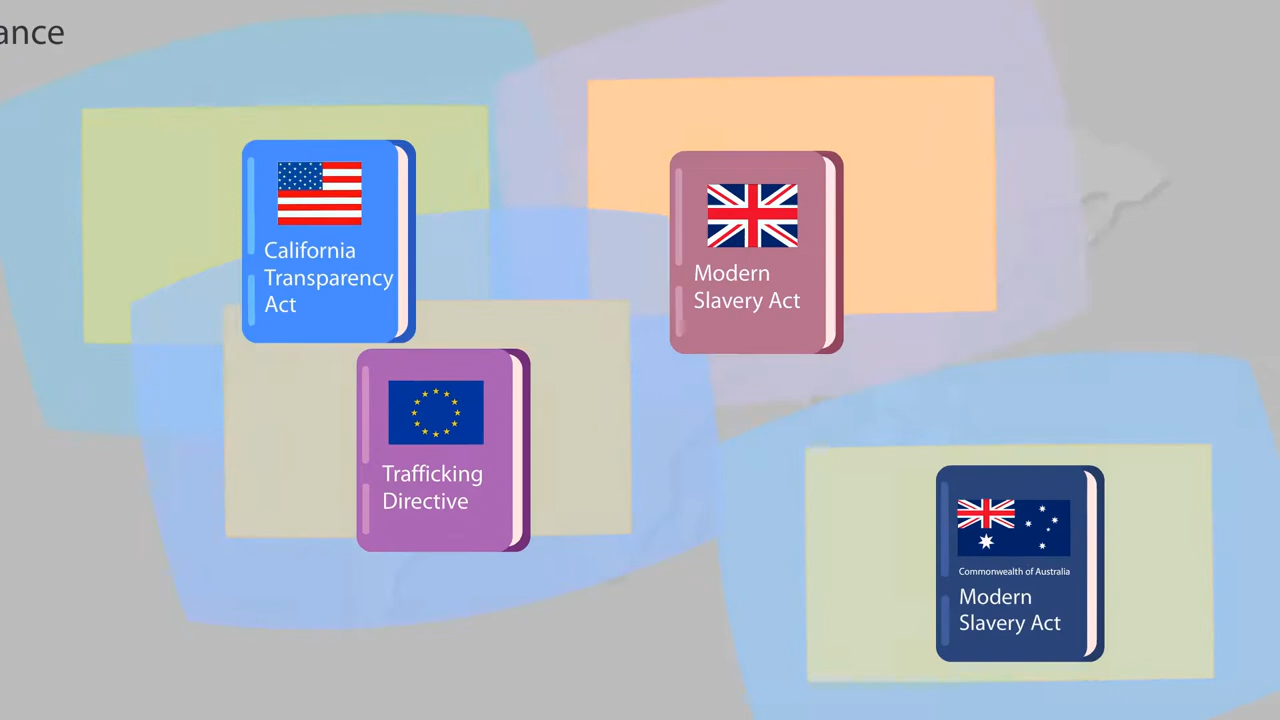 ance
California
Transparency
Act
Modern
Slavery Act
Trafficking
Directive
Commonwealth of Australia
Modern
Slavery Act